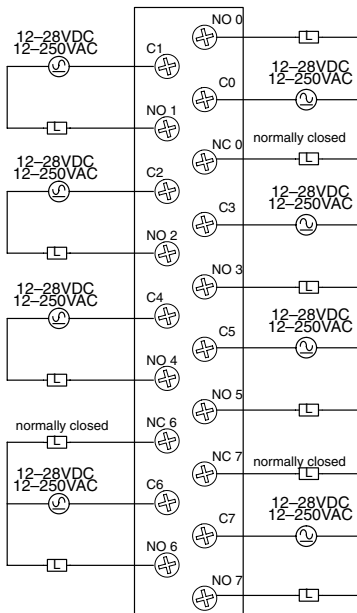 NO 0
L
12–28VDC
12–250VAC
C1
12–28VDC
12–250VAC
C0
NO 1
L
normally closed
NC 0
L
12–28VDC
12–250VAC
C2
12–28VDC
12–250VAC
C3
NO 2
L
NO 3
L
12–28VDC
12–250VAC
C4
12–28VDC
12–250VAC
C5
NO 4
L
NO 5
L
normally closed
NC 6
L
NC 7
normally closed
L
12–28VDC
12–250VAC
C6
12–28VDC
12–250VAC
C7
NO 6
L
NO 7
L